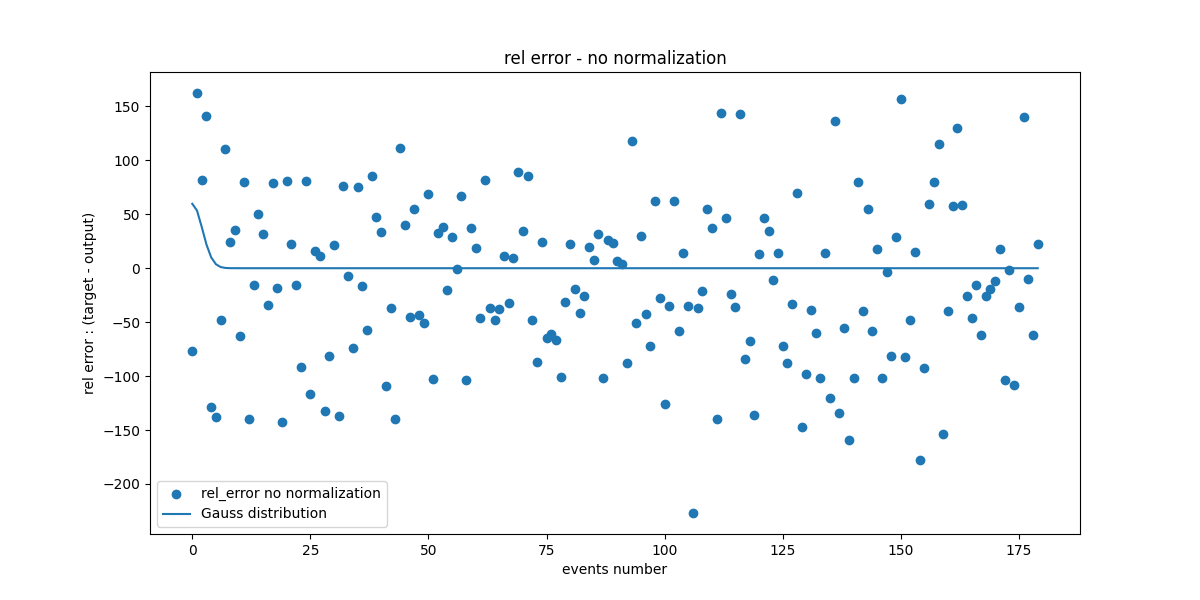 rel error - no normalization
rel error : (target - output)
150
100
50
0
−50
−100
−150
−200
rel_error no normalization
Gauss distribution
0 25 50 75 100 125 150 175
events number